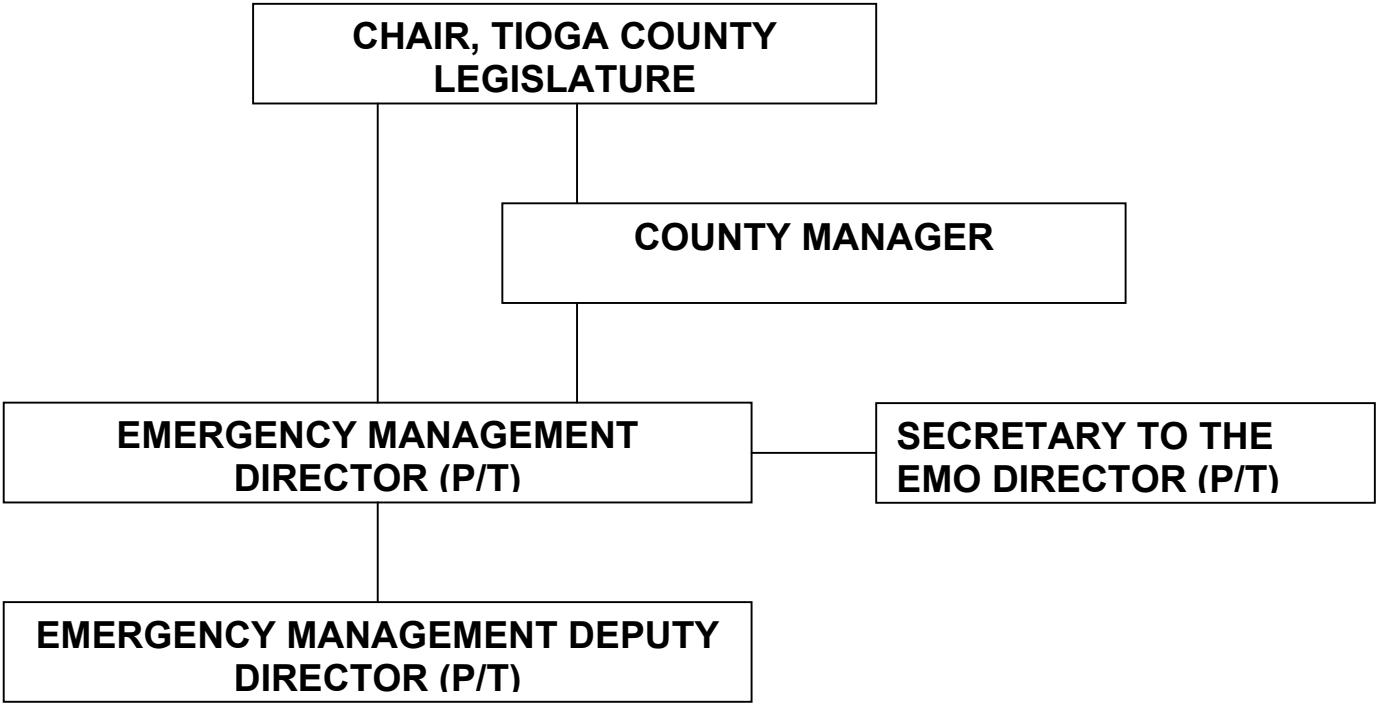 CHAIR, TIOGA COUNTY
LEGISLATURE
COUNTY MANAGER
EMERGENCY MANAGEMENT
DIRECTOR (P/T)
SECRETARY TO THE
EMO DIRECTOR (P/T)
EMERGENCY MANAGEMENT DEPUTY
DIRECTOR (P/T)